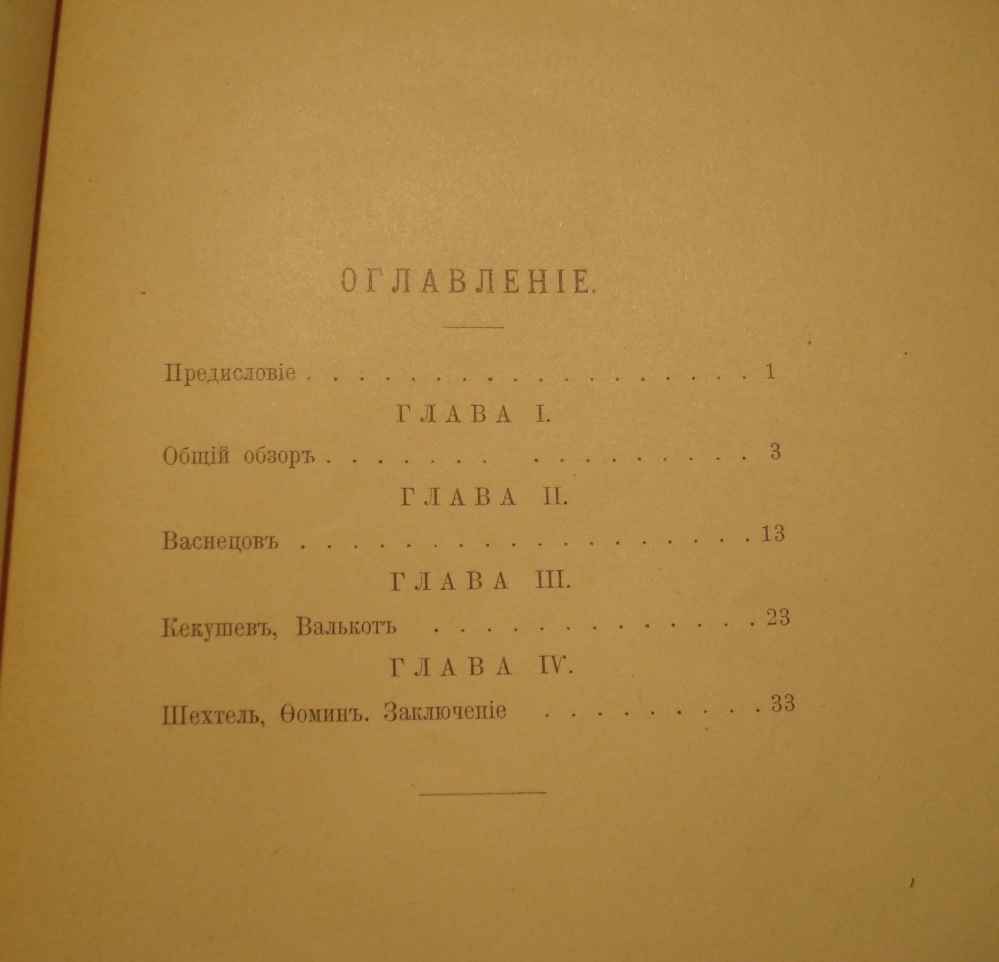 ОГЛАВЛЕНІЕ.
Предисловіе . . . . . . . . . . . . . . . . . . 1
ГЛАВА I.
Общій обзоръ . . . . . . . . . . . . . . . . 3
ГЛАВА II.
Васнецовъ . . . . . . . . . . . . . . . . . . 13
ГЛАВА III.
Кекушевъ, Валькотъ . . . . . . . . . . . . . 23
ГЛАВА IV.
Шехтель, Ѳоминъ. Заключеніе . . . . . . . . . 33